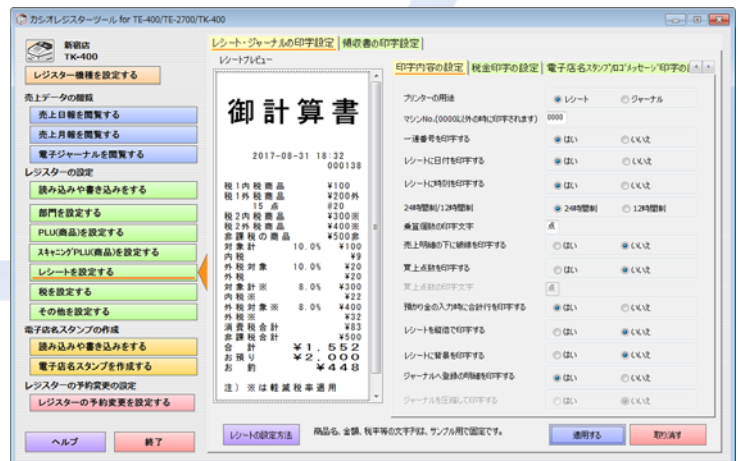 カシオレジスターツール for TE-400/TE-2700/TK-400
新宿店
TK-400
レジスター機種を設定する
売上データの閲覧
売上日報を閲覧する
売上月報を閲覧する
電子ジャーナルを閲覧する
レジスターの設定
読み込みや書き込みをする
部門を設定する
PLU(商品)を設定する
スキャニングPLU(商品)を設定する
レシートを設定する
税を設定する
その他を設定する
電子店名スタンプの作成
読み込みや書き込みをする
電子店名スタンプを作成する
レジスターの予約変更の設定
レジスターの予約変更を設定する
ヘルプ 終了
レシート・ジャーナルの印字設定 領収書の印字設定
レシートプレビュー
御計算書
2017-08-31 18:32
000138
税1内税商品 ¥100
税1外税商品 ¥200外
15 点 #20
税2内税商品 ¥300※
税2外税商品 ¥400※
非課税の商品 ¥500非
対象計 10.0% ¥100
内税 ¥9
外税対象 10.0% ¥20
外税 ¥20
対象計※ 8.0% ¥300
内税※ ¥22
外税対象※ 8.0% ¥400
外税※ ¥32
消費税合計 ¥83
非課税合計 ¥500
合 計 ¥1,552
お預り ¥2,000
お 釣 ¥448
注) ※は軽減税率適用
印字内容の設定 税金印字の設定 電子店名スタンプ/ロゴメッセージ印字の
プリンターの用途 レシート ジャーナル
マシンNo.(0000以外の時に印字されます) 0000
一連番号を印字する はい いいえ
レシートに日付を印字する はい いいえ
レシートに時刻を印字する はい いいえ
24時間制/12時間制 24時間制 12時間制
乗算個数の印字文字 点
売上明細の下に破線を印字する はい いいえ
買上点数を印字する はい いいえ
買上点数の印字文字 点
預かり金の入力時に合計行を印字する はい いいえ
レシートを縦倍で印字する はい いいえ
レシートに背景を印字する はい いいえ
ジャーナルへ登録の明細を印字する はい いいえ
ジャーナルを圧縮して印字する はい いいえ
レシートの設定方法 商品名、金額、税率等の文字列は、サンプル用で固定です。 適用する 取り消す